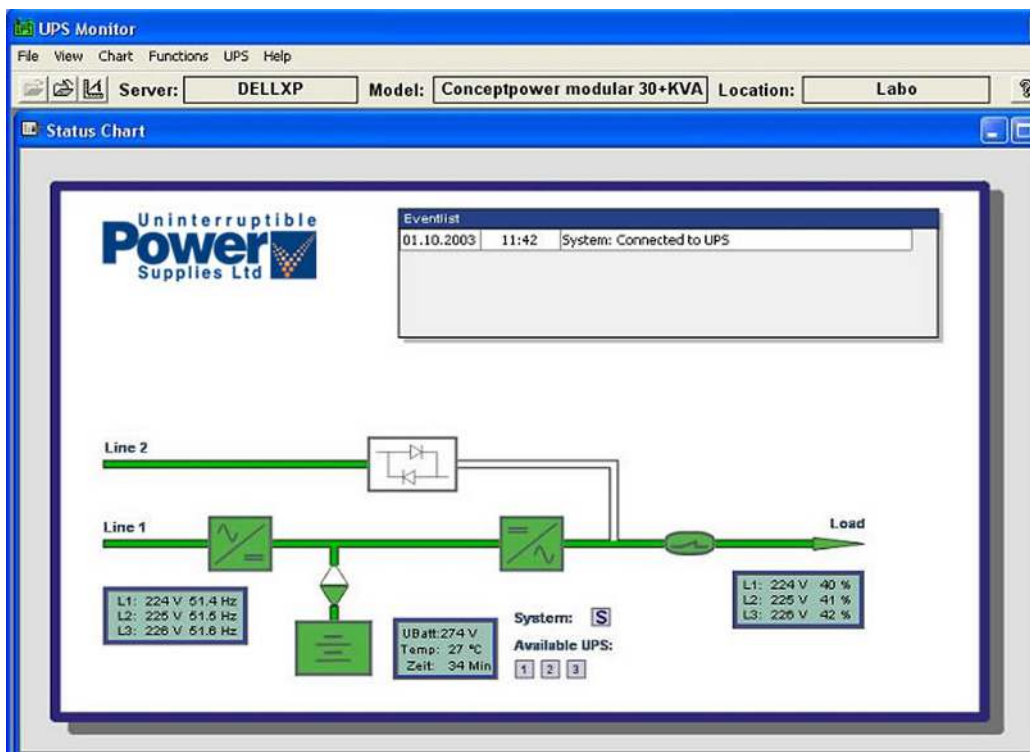 UPS Monitor
File View Chart Functions UPS Help
Server: DELLXP Model: Conceptpower modular 30+KVA Location: Labo
Status Chart
Uninterruptible
Power
Supplies Ltd
Eventlist
01.10.2003 11:42 System: Connected to UPS
Line 2
Line 1
Load
L1: 224 V 51.4 Hz
L2: 225 V 51.5 Hz
L3: 226 V 51.6 Hz
UBatt:274 V
Temp: 27 °C
Zeit: 34 Min
System: S
Available UPS:
1 2 3
L1: 224 V 40 %
L2: 225 V 41 %
L3: 226 V 42 %